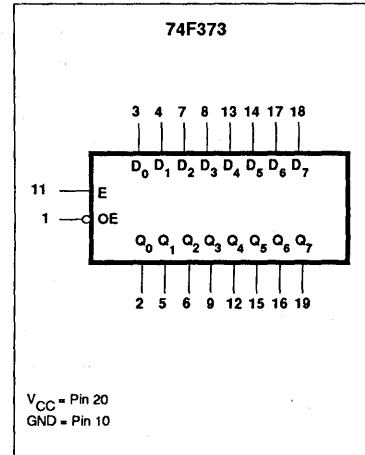 74F373
3 4 7 8 13 14 17 18
D0 D1 D2 D3 D4 D5 D6 D7
11 E
1 OE
Q0 Q1 Q2 Q3 Q4 Q5 Q6 Q7
2 5 6 9 12 15 16 19
VCC = Pin 20
GND = Pin 10